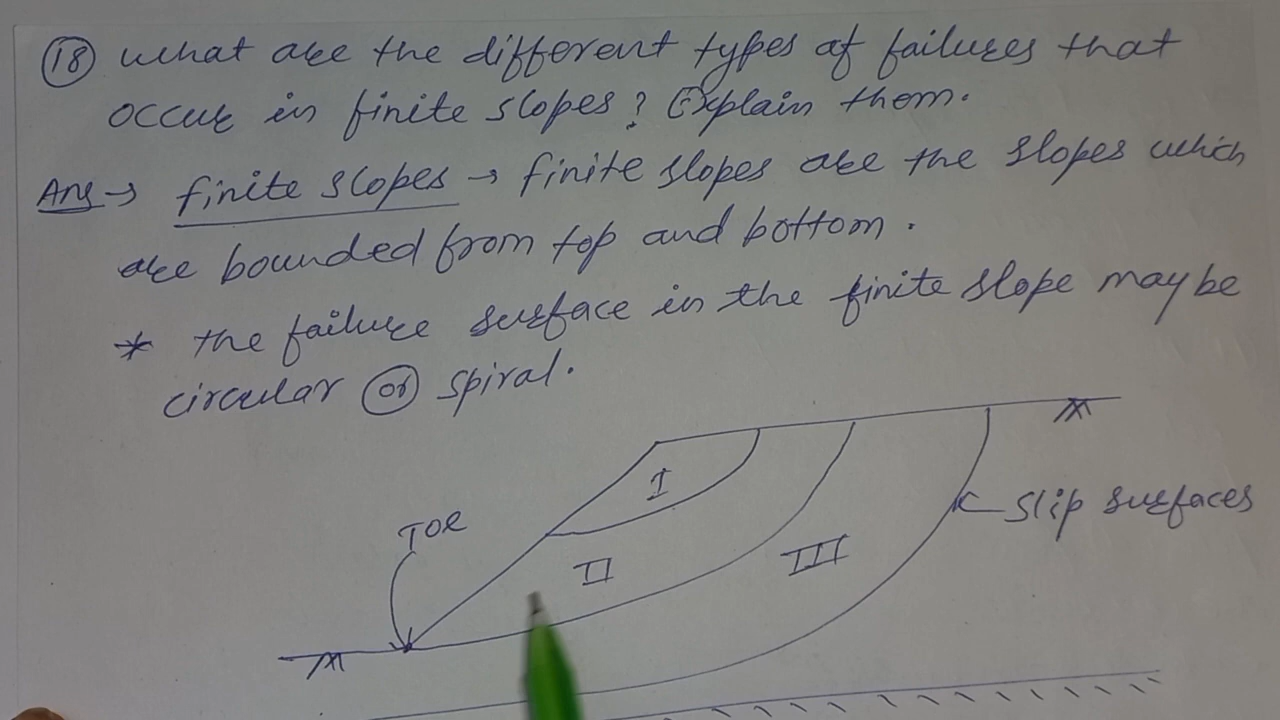 18 what are the different types of failures that
occur in finite slopes? Explain them.
Ans → finite slopes → finite slopes are the slopes which
are bounded from top and bottom.
* the failure surface in the finite slope may be
circular or spiral.
I
TOE
II
III
slip surfaces